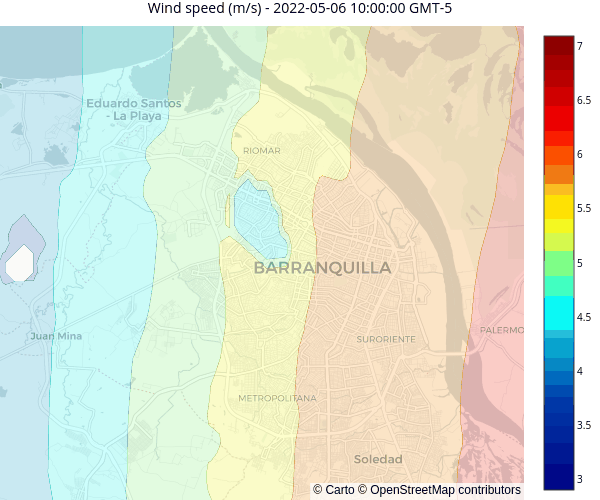 Wind speed (m/s) - 2022-05-06 10:00:00 GMT-5
7
6.5
6
5.5
5
4.5
4
3.5
3
Eduardo Santos
- La Playa
RIOMAR
BARRANQUILLA
Juan Mina
SURORIENTE
PALERMO
METROPOLITANA
Soledad
© Carto © OpenStreetMap contributors